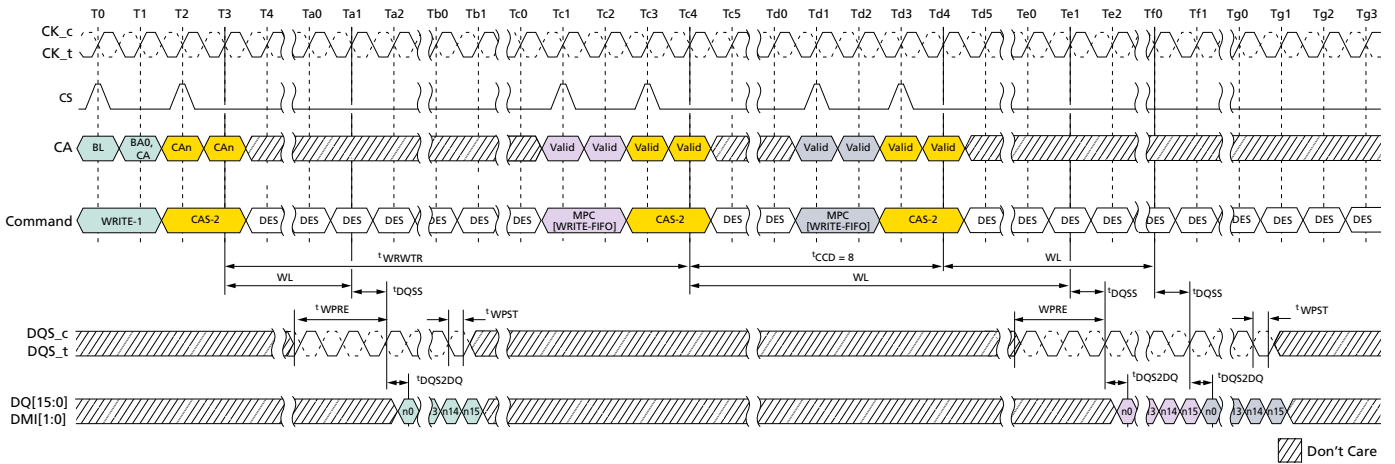 T0 T1 T2 T3 T4 Ta0 Ta1 Ta2 Tb0 Tb1 Tc0 Tc1 Tc2 Tc3 Tc4 Tc5 Td0 Td1 Td2 Td3 Td4 Td5 Te0 Te1 Te2 Tf0 Tf1 Tg0 Tg1 Tg2 Tg3
CK_c
CK_t
CS
CA BL BA0, CA CAn CAn Valid Valid Valid Valid Valid Valid Valid Valid
Command WRITE-1 CAS-2 DES DES DES DES DES DES DES MPC [WRITE-FIFO] CAS-2 DES DES MPC [WRITE-FIFO] CAS-2 DES DES DES DES DES DES DES DES DES DES
tWRWTR tCCD = 8 WL
WL WL
tDQSS tDQSS tDQSS
tWPRE tWPST WPRE tWPST
DQS_c
DQS_t
tDQS2DQ tDQS2DQ tDQS2DQ
DQ[15:0]
DMI[1:0]
n0 3 n14 n15 n0 13 n14 n15 n0 13 n14 n15
Don't Care